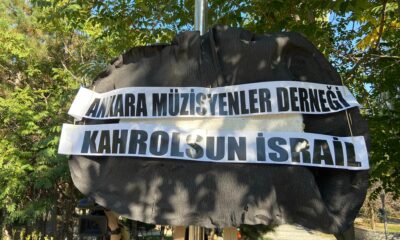 ANKARA MÜZİSYENLER DERNEĞİ
KAHROLSUN İSRAİL